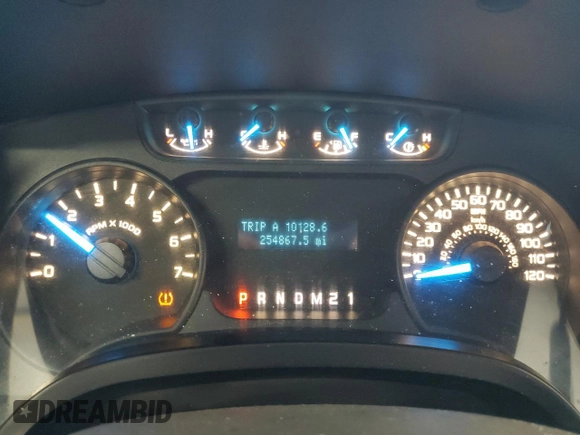 L H C H E F C H
TRIP A 10128.6
254867.5 mi
0 1 2 3 4 5 6 7
RPM X 1000
P R N D M 2 1
0 10 20 30 40 50 60 70 80 90 100 110 120
DREAMBID